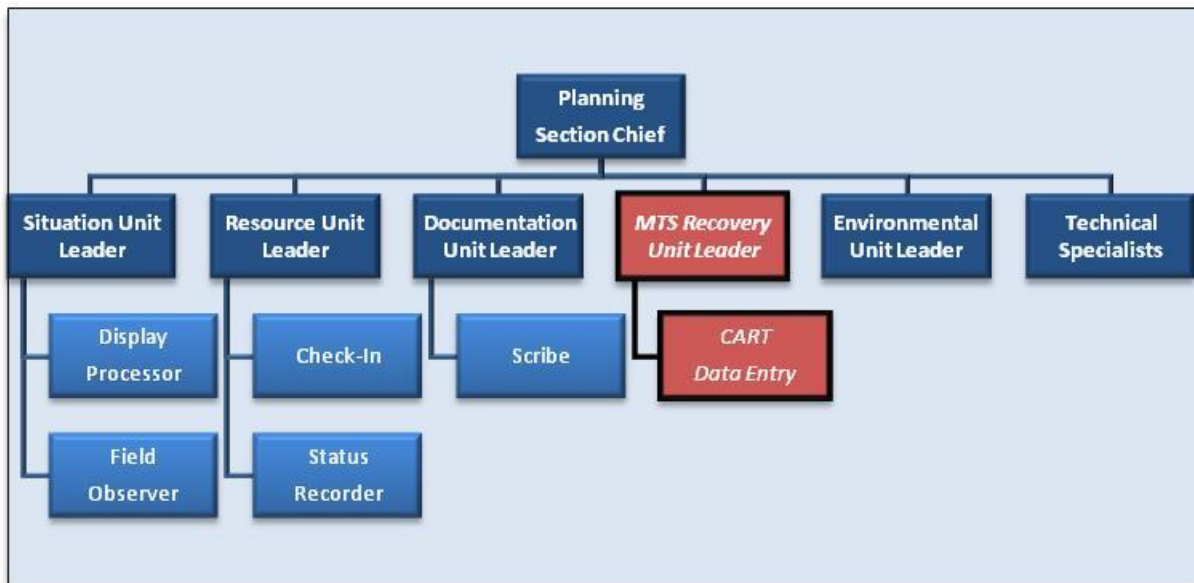 Planning
Section Chief
Situation Unit
Leader
Resource Unit
Leader
Documentation
Unit Leader
MTS Recovery
Unit Leader
Environmental
Unit Leader
Technical
Specialists
Display
Processor
Check-In
Scribe
CART
Data Entry
Field
Observer
Status
Recorder